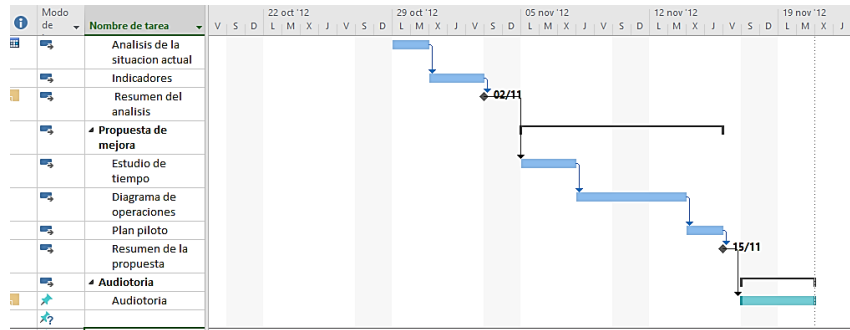 Modo
de
Nombre de tarea
22 oct '12
29 oct '12
05 nov '12
12 nov '12
19 nov '12
V S D L M X J V S D L M X J V S D L M X J V S D L M X J V S D L M X J V
Analisis de la
situacion actual
Indicadores
Resumen del
analisis
02/11
Propuesta de
mejora
Estudio de
tiempo
Diagrama de
operaciones
Plan piloto
Resumen de la
propuesta
15/11
Audiotoria
Audiotoria
?